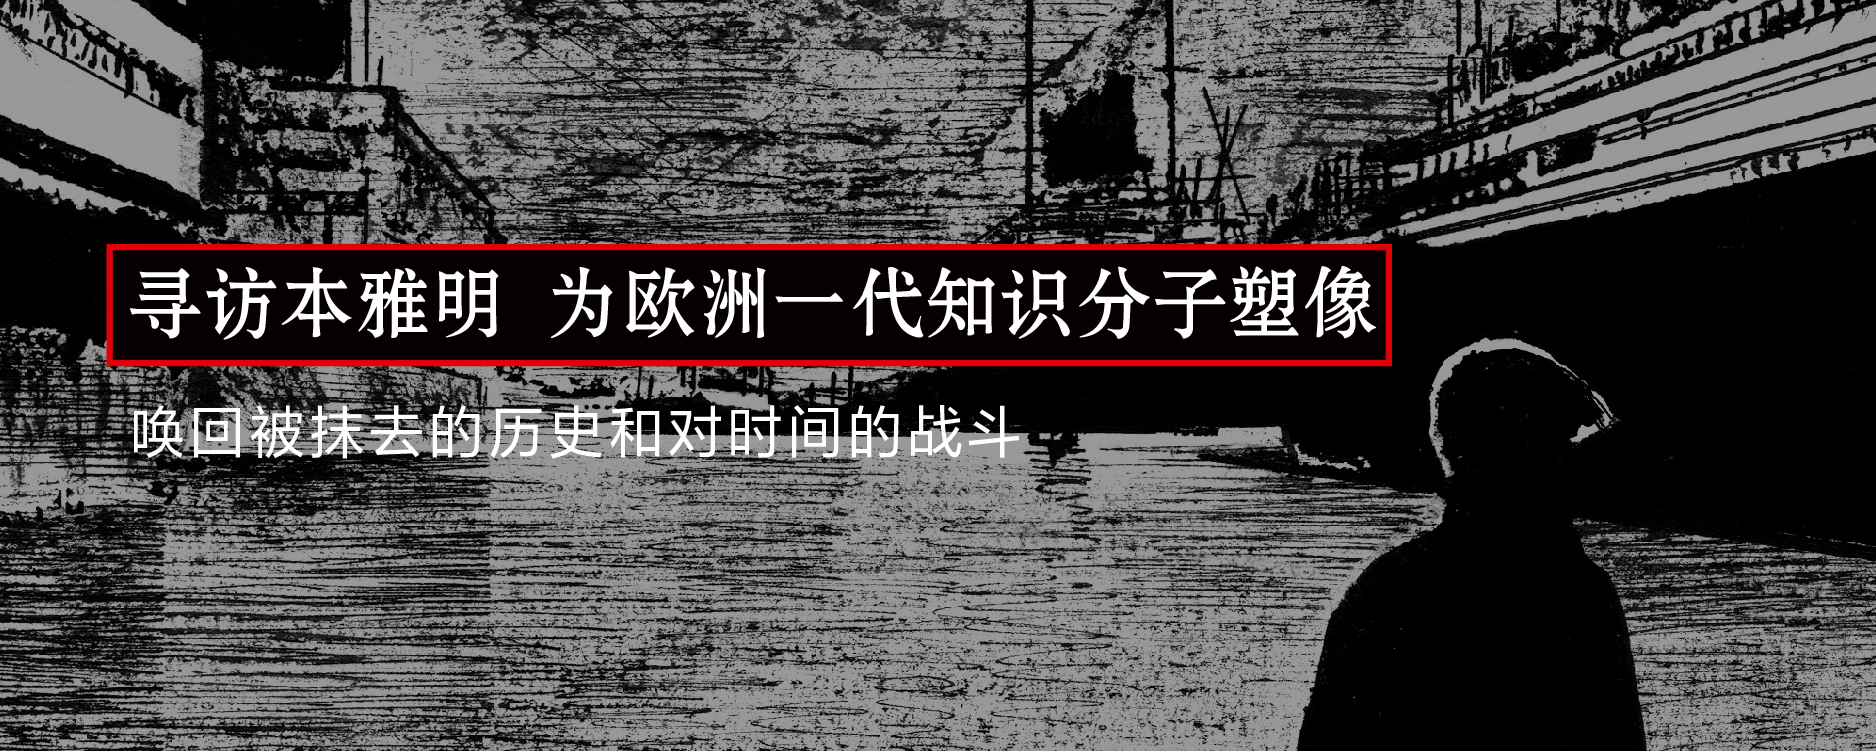 寻访本雅明 为欧洲一代知识分子塑像
唤回被抹去的历史和对时间的战斗